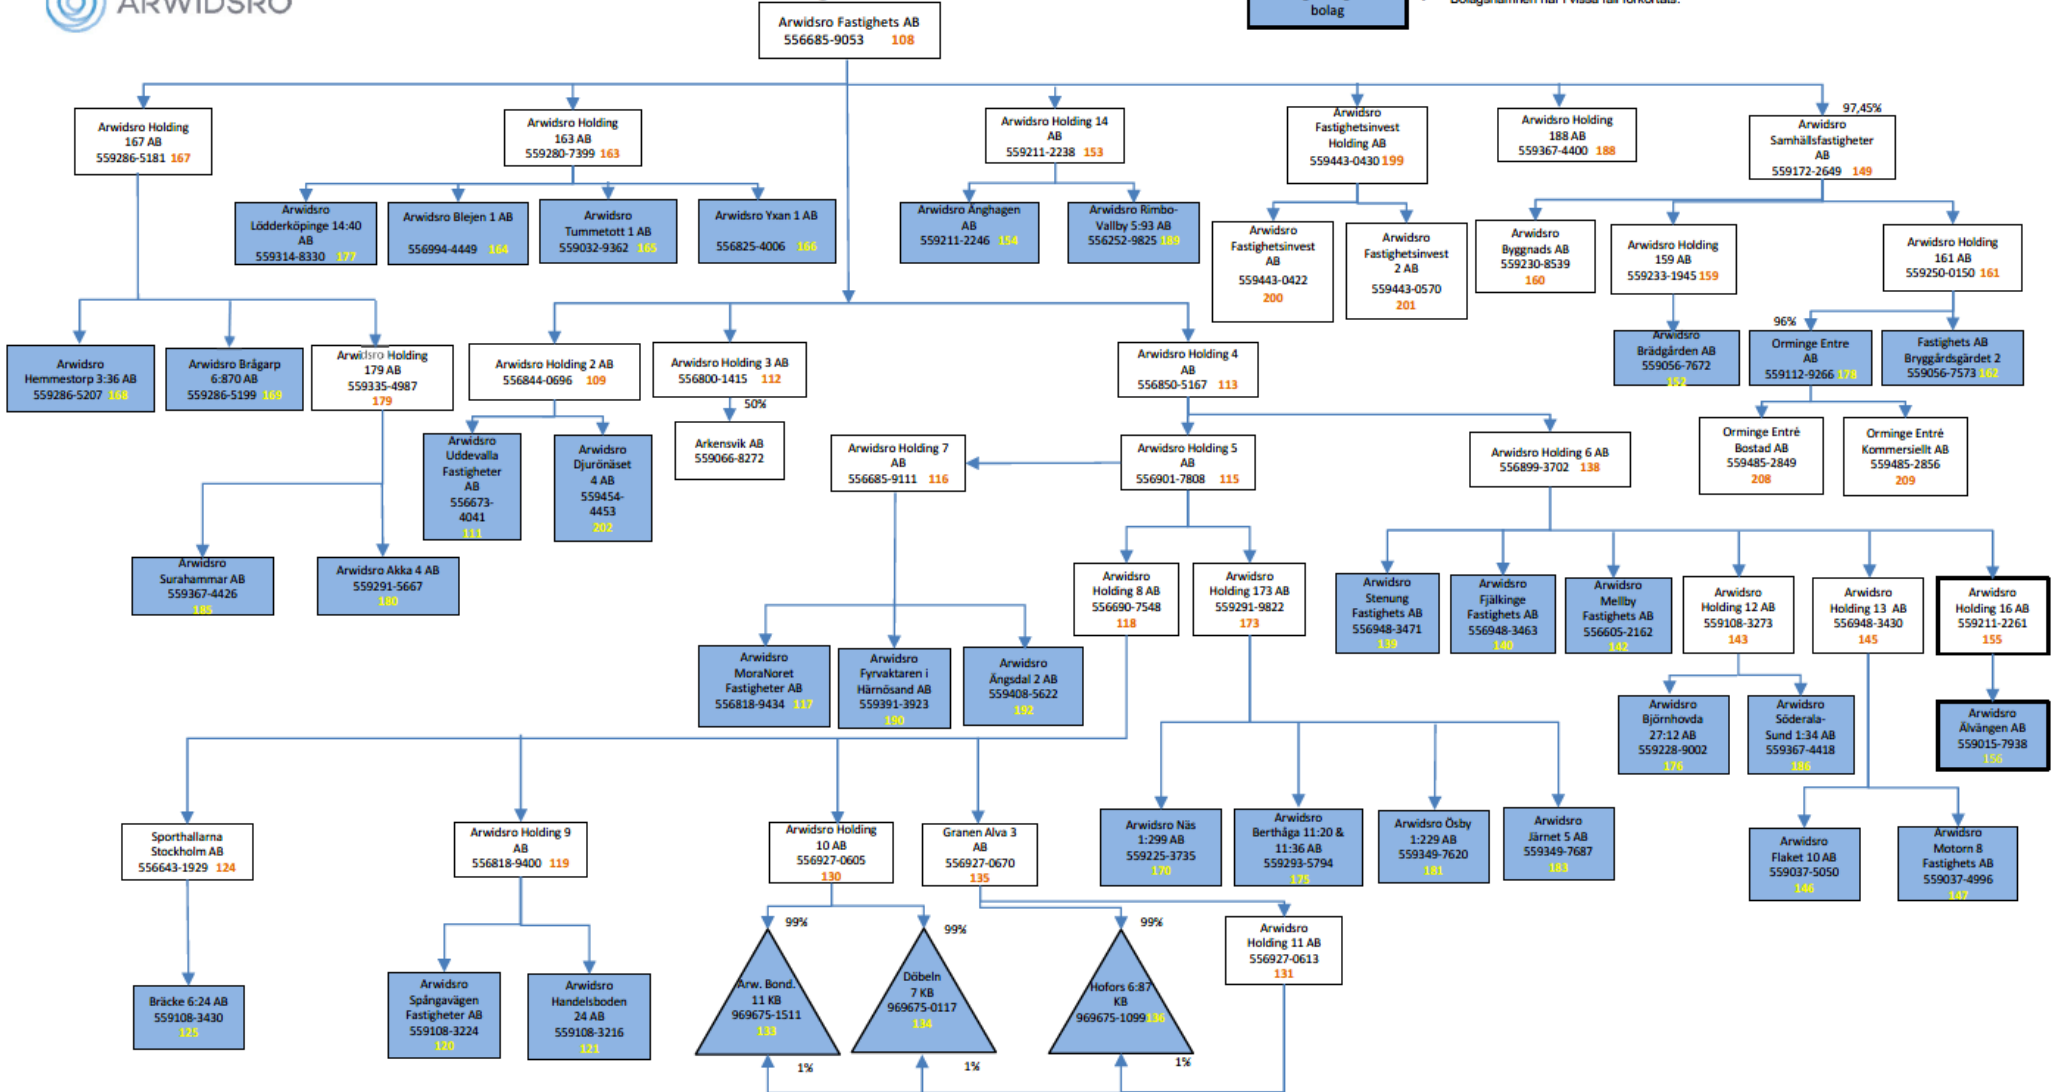 ARWIDSRO
bolag
Bolagsnamnen har i vissa fall förkortats.
Arwidsro Fastighets AB
556685-9053 108
97,45%
Arwidsro Holding
167 AB
559286-5181 167
Arwidsro Holding
163 AB
559280-7399 163
Arwidsro Holding 14
AB
559211-2238 153
Arwidsro
Fastighetsinvest
Holding AB
559443-0430 199
Arwidsro Holding
188 AB
559367-4400 188
Arwidsro
Samhällsfastigheter
AB
559172-2649 149
Arwidsro
Lödderköpinge 14:40
AB
559314-8330 177
Arwidsro Blejen 1 AB
556994-4449 164
Arwidsro
Tummetott 1 AB
559032-9362 165
Arwidsro Yxan 1 AB
556825-4006 166
Arwidsro Änghagen
AB
559211-2246 154
Arwidsro Rimbo-
Vallby 5:93 AB
556252-9825 189
Arwidsro
Fastighetsinvest
AB
559443-0422
200
Arwidsro
Fastighetsinvest
2 AB
559443-0570
201
Arwidsro
Byggnads AB
559230-8539
160
Arwidsro Holding
159 AB
559233-1945 159
Arwidsro Holding
161 AB
559250-0150 161
Arwidsro
Hemmestorp 3:36 AB
559286-5207 168
Arwidsro Brågarp
6:870 AB
559286-5199 169
Arwidsro Holding
179 AB
559335-4987
179
Arwidsro Holding 2 AB
556844-0696 109
Arwidsro Holding 3 AB
556800-1415 112
Arwidsro Holding 4
AB
556850-5167 113
Arwidsro
Brädgården AB
559056-7672
152
96%
Orminge Entre
AB
559112-9266 178
Fastighets AB
Bryggårdsgärdet 2
559056-7573 162
Arwidsro
Uddevalla
Fastigheter
AB
556673-
4041
111
Arwidsro
Djurönäset
4 AB
559454-
4453
202
50%
Arkensvik AB
559066-8272
Arwidsro Holding 7
AB
556685-9111 116
Arwidsro Holding 5
AB
556901-7808 115
Arwidsro Holding 6 AB
556899-3702 138
Orminge Entré
Bostad AB
559485-2849
208
Orminge Entré
Kommersiellt AB
559485-2856
209
Arwidsro
Surahammar AB
559367-4426
185
Arwidsro Akka 4 AB
559291-5667
180
Arwidsro
Holding 8 AB
556690-7548
118
Arwidsro
Holding 173 AB
559291-9822
173
Arwidsro
Stenung
Fastighets AB
556948-3471
139
Arwidsro
Fjälkinge
Fastighets AB
556948-3463
140
Arwidsro
Mellby
Fastighets AB
556605-2162
142
Arwidsro
Holding 12 AB
559108-3273
143
Arwidsro
Holding 13 AB
556948-3430
145
Arwidsro
Holding 16 AB
559211-2261
155
Arwidsro
MoraNoret
Fastigheter AB
556818-9434 117
Arwidsro
Fyrvaktaren i
Härnösand AB
559391-3923
190
Arwidsro
Ängsdal 2 AB
559408-5622
192
Arwidsro
Björnhovda
27:12 AB
559228-9002
176
Arwidsro
Söderala-
Sund 1:34 AB
559367-4418
186
Arwidsro
Älvängen AB
559015-7938
156
Sporthallarna
Stockholm AB
556643-1929 124
Arwidsro Holding 9
AB
556818-9400 119
Arwidsro Holding
10 AB
556927-0605
130
Granen Alva 3
AB
556927-0670
135
Arwidsro Näs
1:299 AB
559225-3735
170
Arwidsro
Berthåga 11:20 &
11:36 AB
559293-5794
175
Arwidsro Ösby
1:229 AB
559349-7620
181
Arwidsro
Järnet 5 AB
559349-7687
183
Arwidsro
Flaket 10 AB
559037-5050
146
Arwidsro
Motorn 8
Fastighets AB
559037-4996
147
Bräcke 6:24 AB
559108-3430
125
Arwidsro
Spångavägen
Fastigheter AB
559108-3224
120
Arwidsro
Handelsboden
24 AB
559108-3216
121
99%
Arw. Bond.
11 KB
969675-1511
133
1%
99%
Döbeln
7 KB
969675-0117
134
1%
99%
Hofors 6:87
KB
969675-1099 136
1%
Arwidsro
Holding 11 AB
556927-0613
131